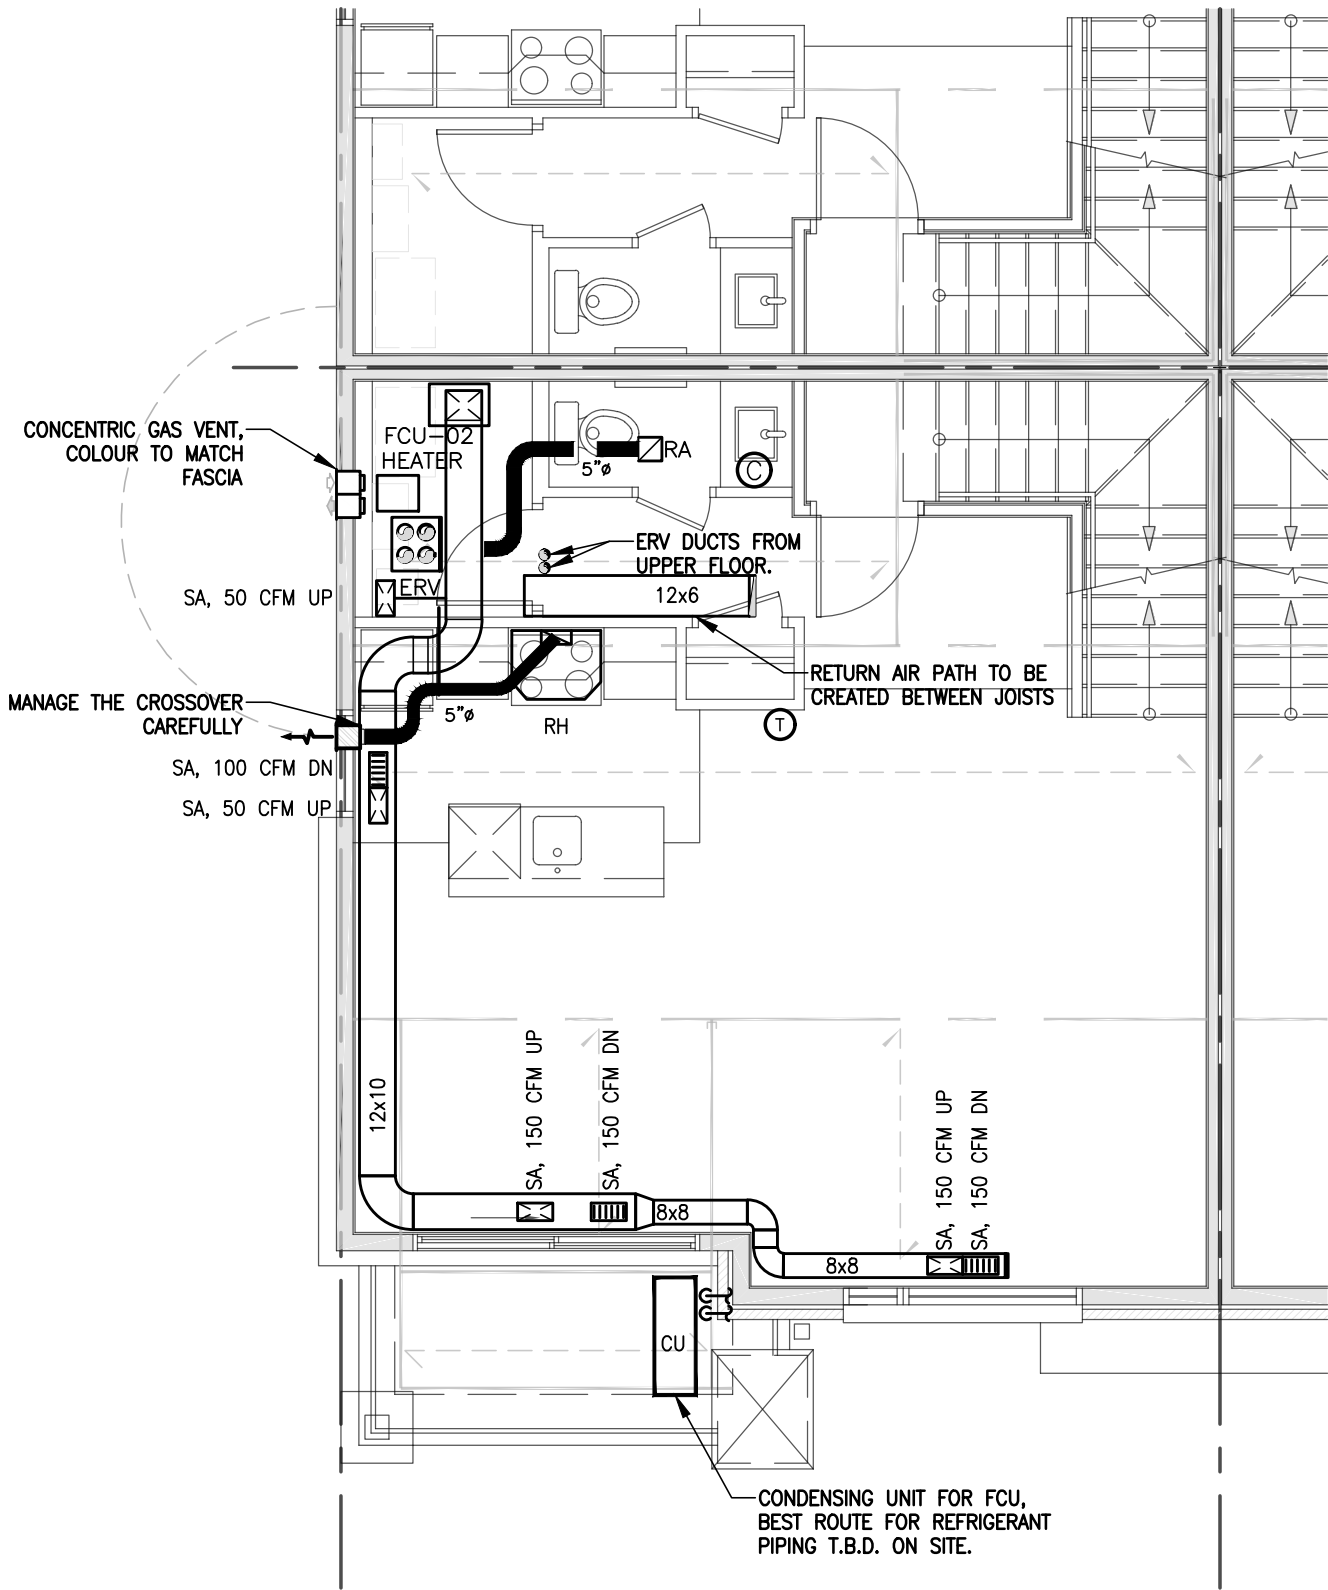 CONCENTRIC GAS VENT,
COLOUR TO MATCH
FASCIA
FCU-02
HEATER
RA
5"ø
C
ERV DUCTS FROM
UPPER FLOOR.
ERV
SA, 50 CFM UP
12x6
RETURN AIR PATH TO BE
CREATED BETWEEN JOISTS
MANAGE THE CROSSOVER
CAREFULLY
5"ø
RH
T
SA, 100 CFM DN
SA, 50 CFM UP
12x10
SA, 150 CFM UP
SA, 150 CFM DN
SA, 150 CFM UP
SA, 150 CFM DN
8x8
8x8
CU
CONDENSING UNIT FOR FCU,
BEST ROUTE FOR REFRIGERANT
PIPING T.B.D. ON SITE.